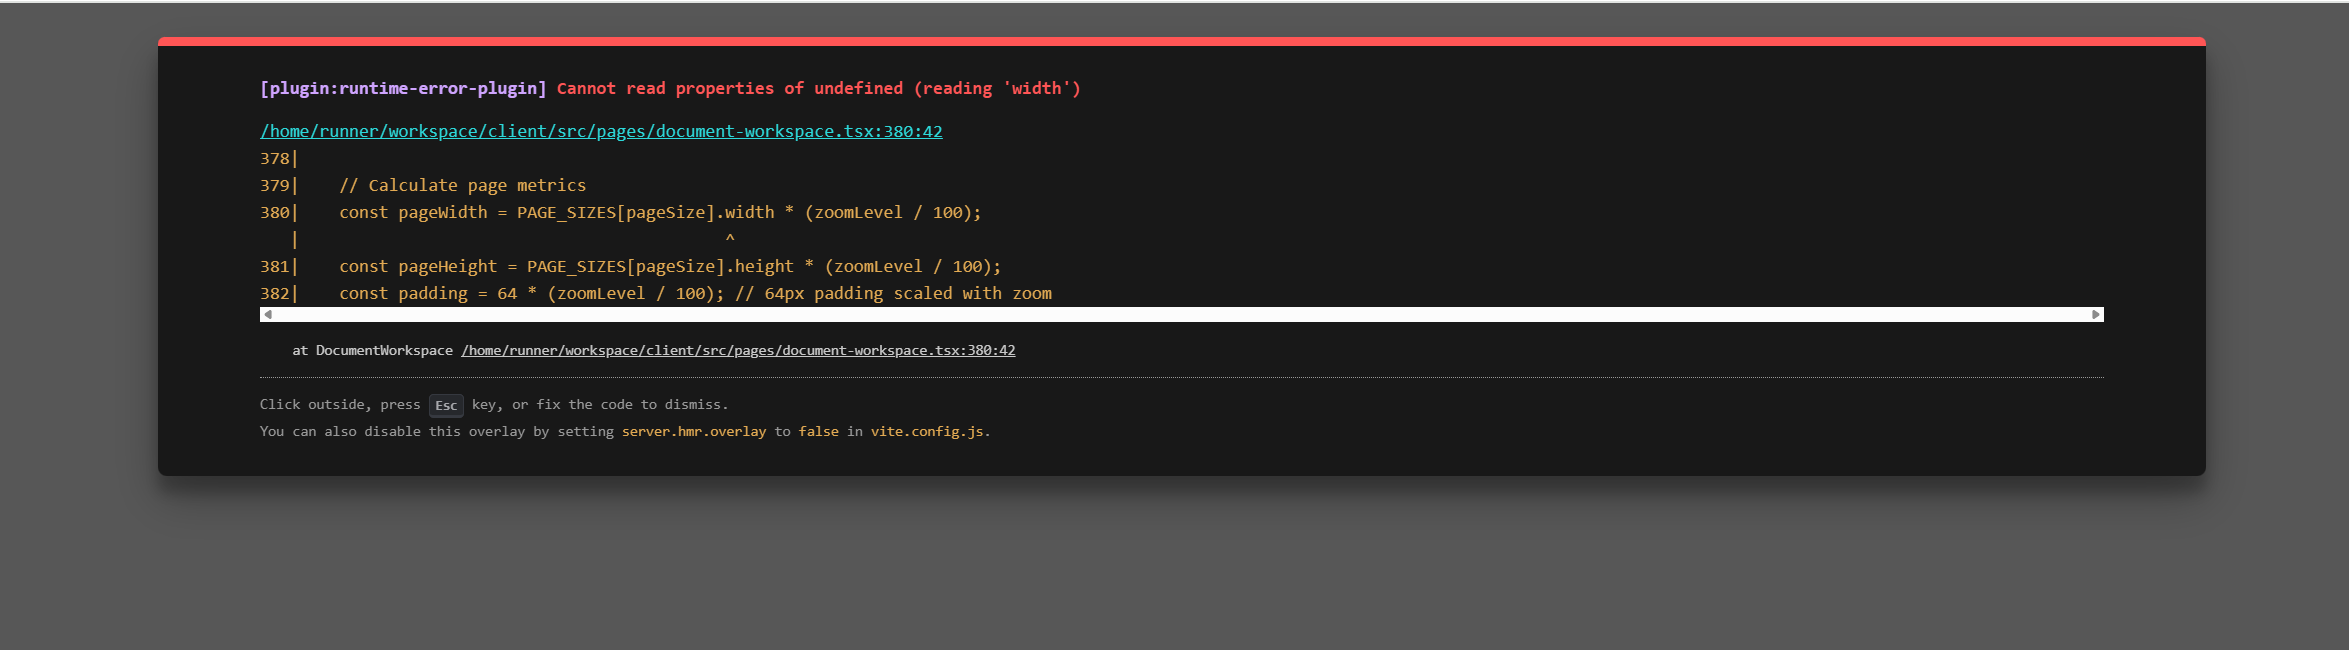 [plugin:runtime-error-plugin] Cannot read properties of undefined (reading 'width')
/home/runner/workspace/client/src/pages/document-workspace.tsx:380:42
378|
379|    // Calculate page metrics
380|    const pageWidth = PAGE_SIZES[pageSize].width * (zoomLevel / 100);
   |                                           ^
381|    const pageHeight = PAGE_SIZES[pageSize].height * (zoomLevel / 100);
382|    const padding = 64 * (zoomLevel / 100); // 64px padding scaled with zoom
    at DocumentWorkspace /home/runner/workspace/client/src/pages/document-workspace.tsx:380:42
Click outside, press Esc key, or fix the code to dismiss.
You can also disable this overlay by setting server.hmr.overlay to false in vite.config.js.